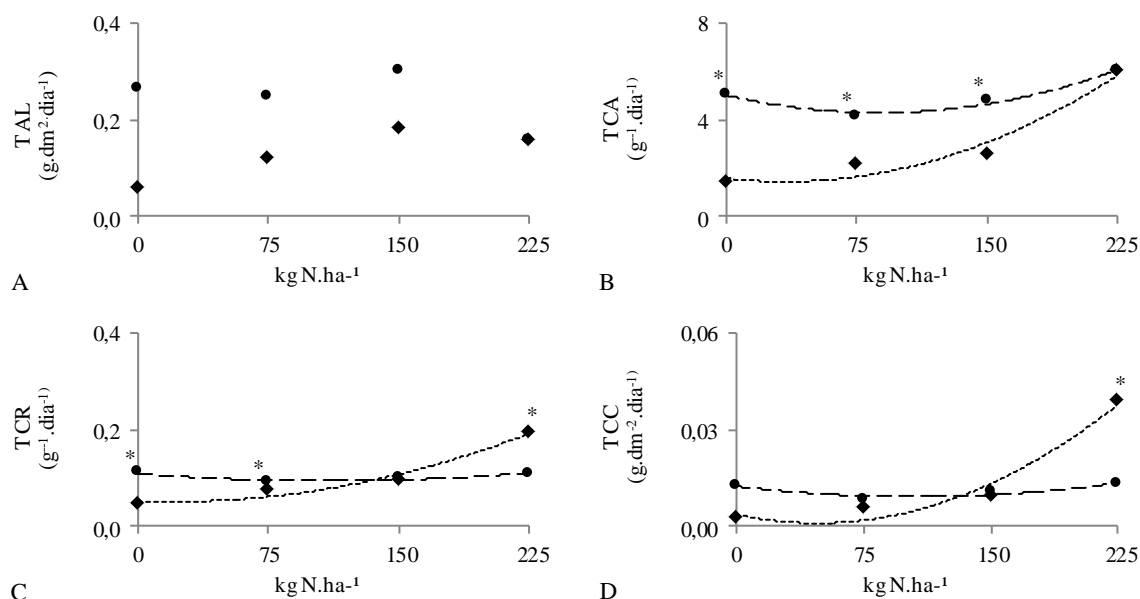 TAL
(g.dm²·dia⁻¹)
0,4
0,2
0,0
0 75 150 225
kg N.ha-¹
A
TCA
(g⁻¹.dia⁻¹)
8
4
0
* * *
0 75 150 225
kg N.ha-¹
B
TCR
(g⁻¹.dia⁻¹)
0,4
0,2
0,0
* * *
0 75 150 225
kg N.ha-¹
C
TCC
(g.dm⁻².dia⁻¹)
0,06
0,03
0,00
*
0 75 150 225
kg N.ha-¹
D